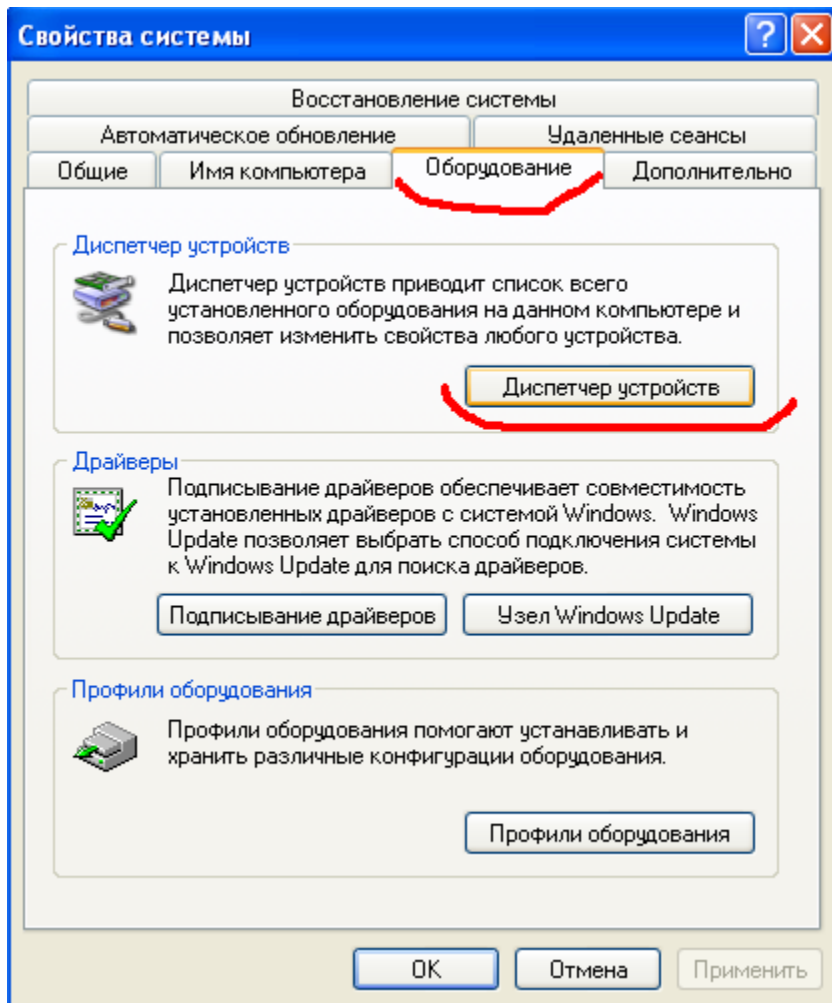 Свойства системы
Восстановление системы
Автоматическое обновление
Удаленные сеансы
Общие
Имя компьютера
Оборудование
Дополнительно
Диспетчер устройств
Диспетчер устройств приводит список всего
установленного оборудования на данном компьютере и
позволяет изменить свойства любого устройства.
Диспетчер устройств
Драйверы
Подписывание драйверов обеспечивает совместимость
установленных драйверов с системой Windows. Windows
Update позволяет выбрать способ подключения системы
к Windows Update для поиска драйверов.
Подписывание драйверов
Узел Windows Update
Профили оборудования
Профили оборудования помогают устанавливать и
хранить различные конфигурации оборудования.
Профили оборудования
OK
Отмена
Применить